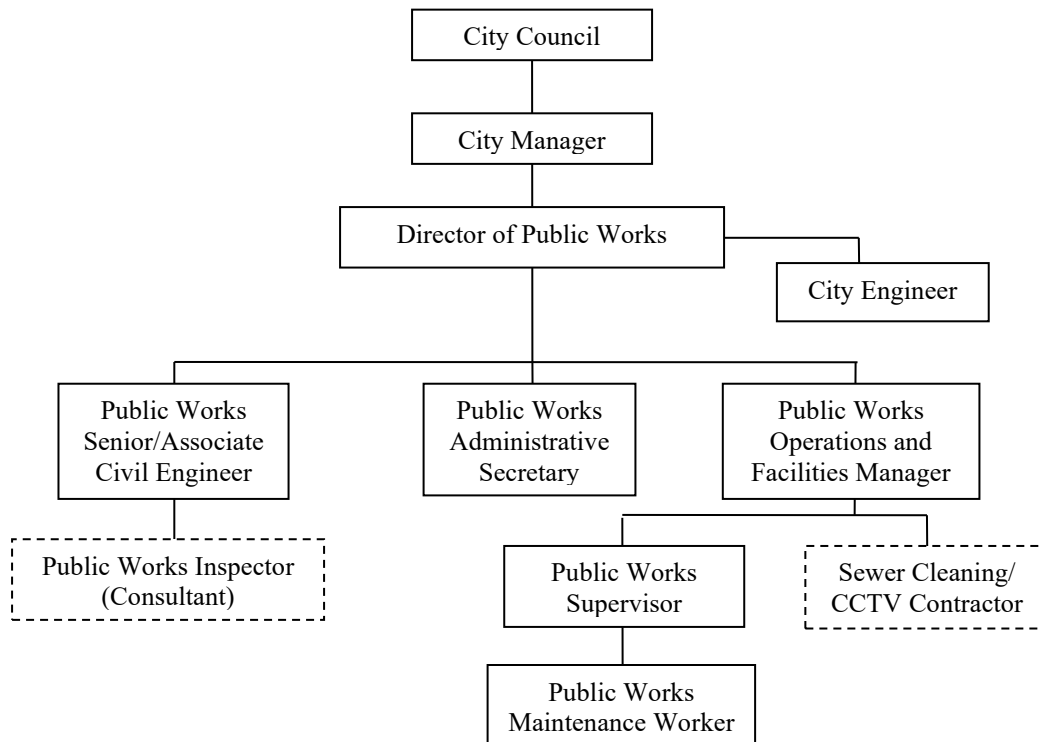 City Council
City Manager
Director of Public Works
City Engineer
Public Works
Senior/Associate
Civil Engineer
Public Works
Administrative
Secretary
Public Works
Operations and
Facilities Manager
Public Works Inspector
(Consultant)
Public Works
Supervisor
Sewer Cleaning/
CCTV Contractor
Public Works
Maintenance Worker